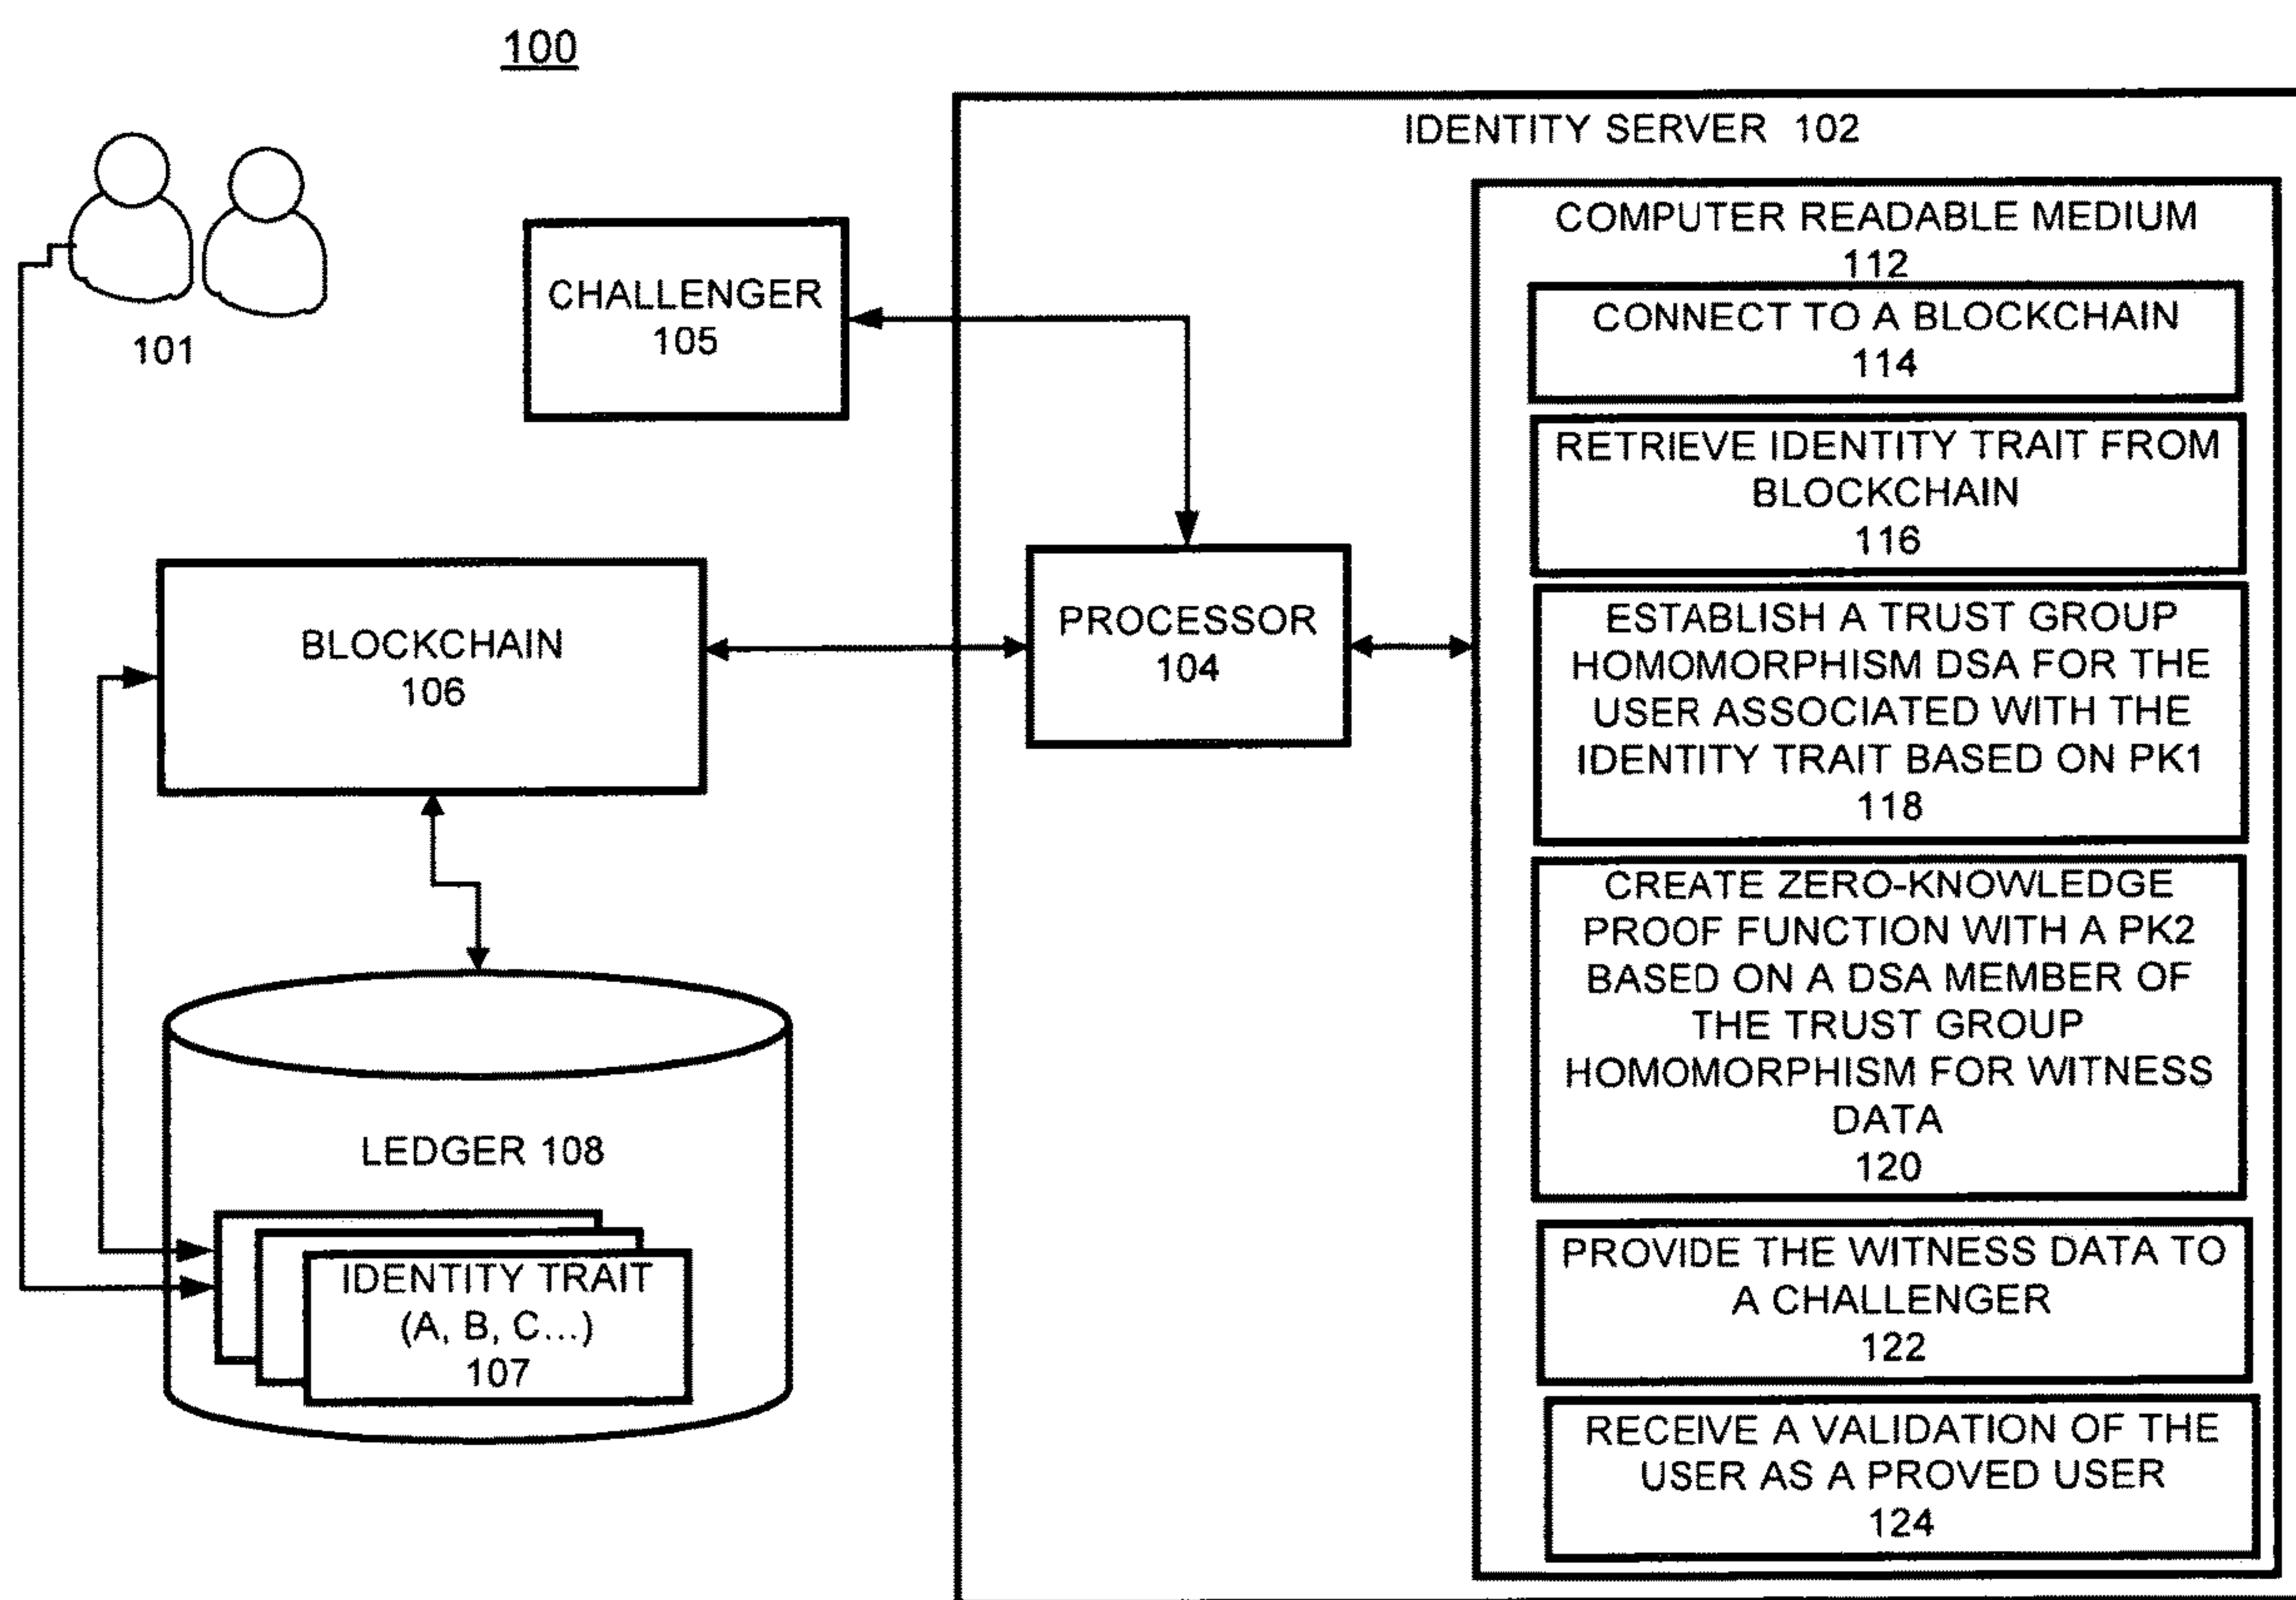 100
101
CHALLENGER
105
BLOCKCHAIN
106
LEDGER 108
IDENTITY TRAIT
(A, B, C...)
107
IDENTITY SERVER 102
PROCESSOR
104
COMPUTER READABLE MEDIUM
112
CONNECT TO A BLOCKCHAIN
114
RETRIEVE IDENTITY TRAIT FROM
BLOCKCHAIN
116
ESTABLISH A TRUST GROUP
HOMOMORPHISM DSA FOR THE
USER ASSOCIATED WITH THE
IDENTITY TRAIT BASED ON PK1
118
CREATE ZERO-KNOWLEDGE
PROOF FUNCTION WITH A PK2
BASED ON A DSA MEMBER OF
THE TRUST GROUP
HOMOMORPHISM FOR WITNESS
DATA
120
PROVIDE THE WITNESS DATA TO
A CHALLENGER
122
RECEIVE A VALIDATION OF THE
USER AS A PROVED USER
124